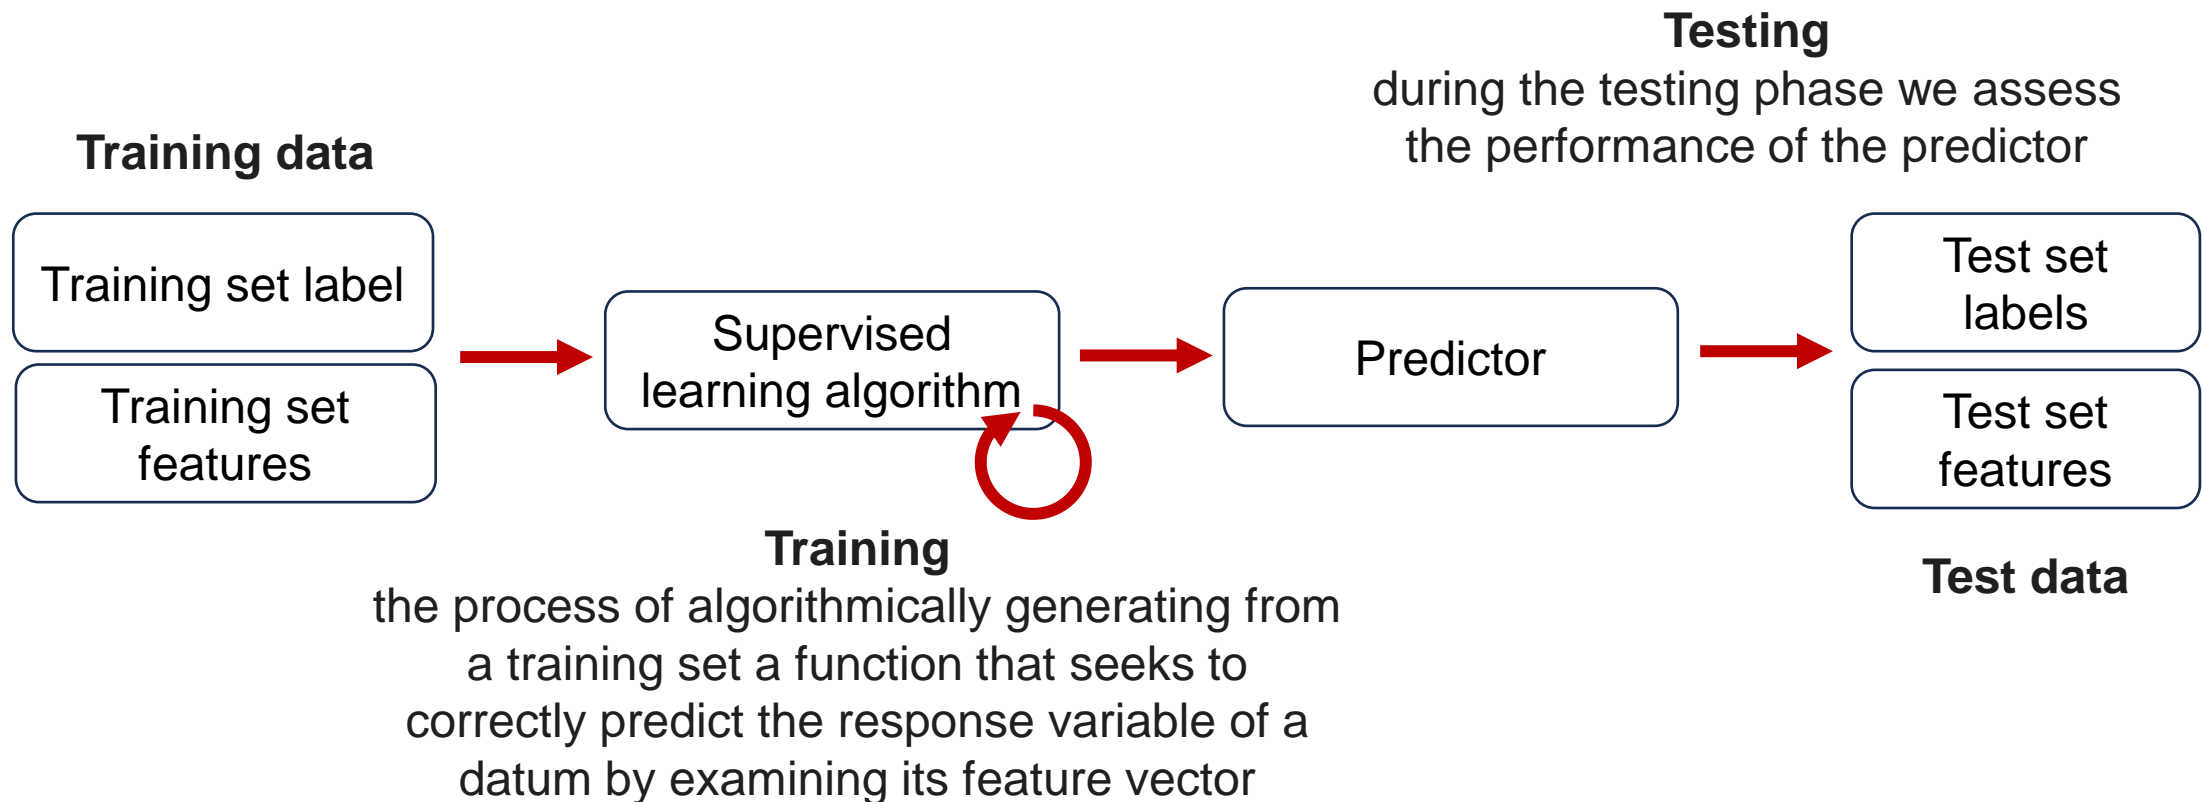 Training data
Training set label
Training set
features
Supervised
learning algorithm
Training
the process of algorithmically generating from
a training set a function that seeks to
correctly predict the response variable of a
datum by examining its feature vector
Predictor
Testing
during the testing phase we assess
the performance of the predictor
Test set
labels
Test set
features
Test data